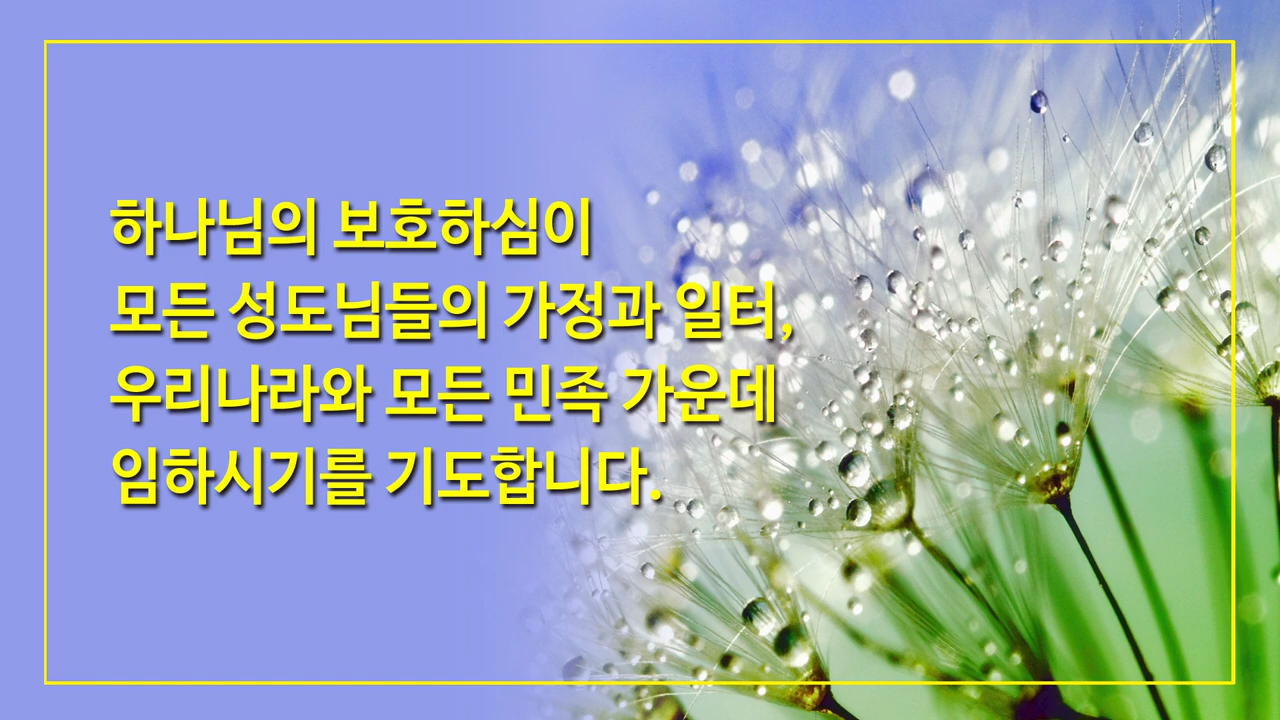 하나님의 보호하심이
모든 성도님들의 가정과 일터,
우리나라와 모든 민족 가운데
임하시기를 기도합니다.